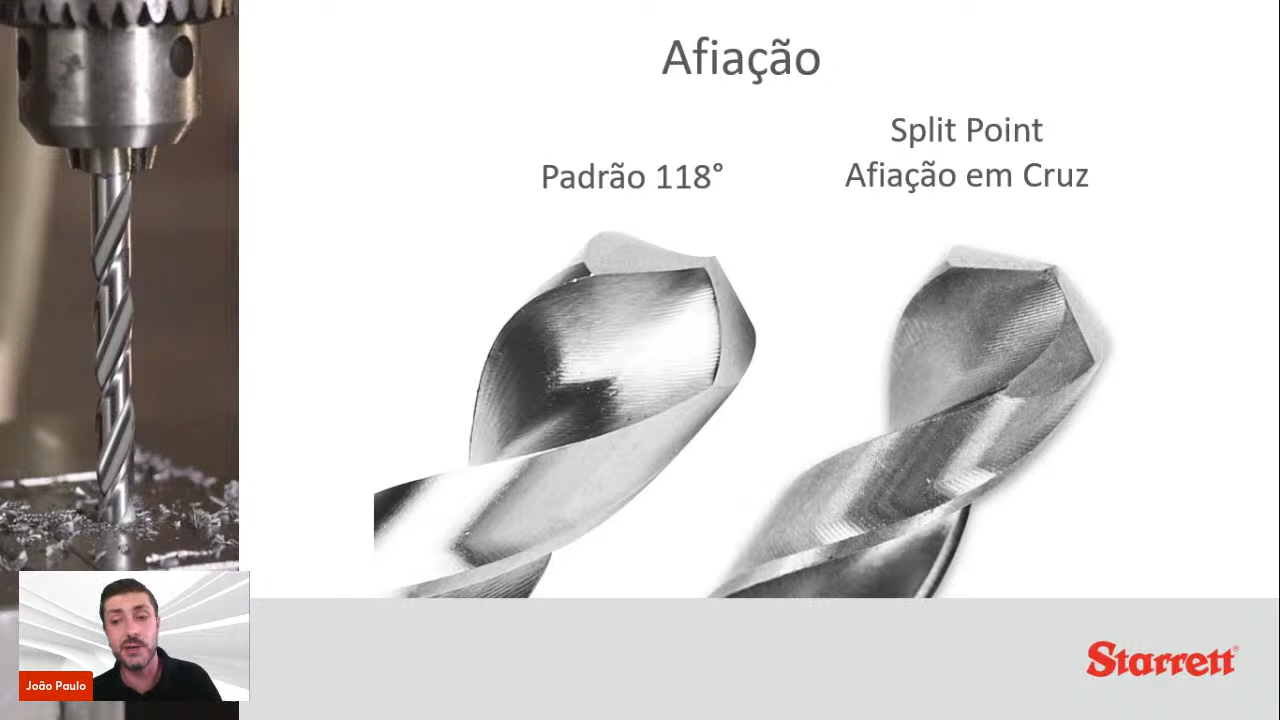 Afiação
Padrão 118°
Split Point
Afiação em Cruz
João Paulo
Starrett®